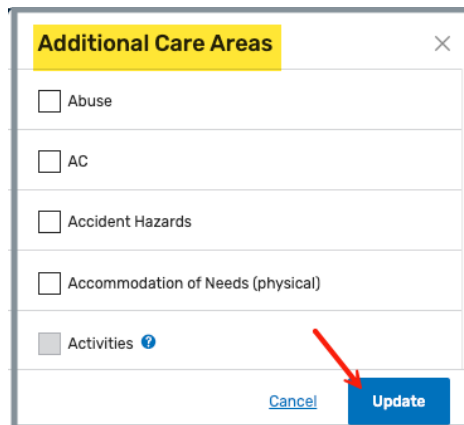 Additional Care Areas
Abuse
AC
Accident Hazards
Accommodation of Needs (physical)
Activities ?
Cancel Update